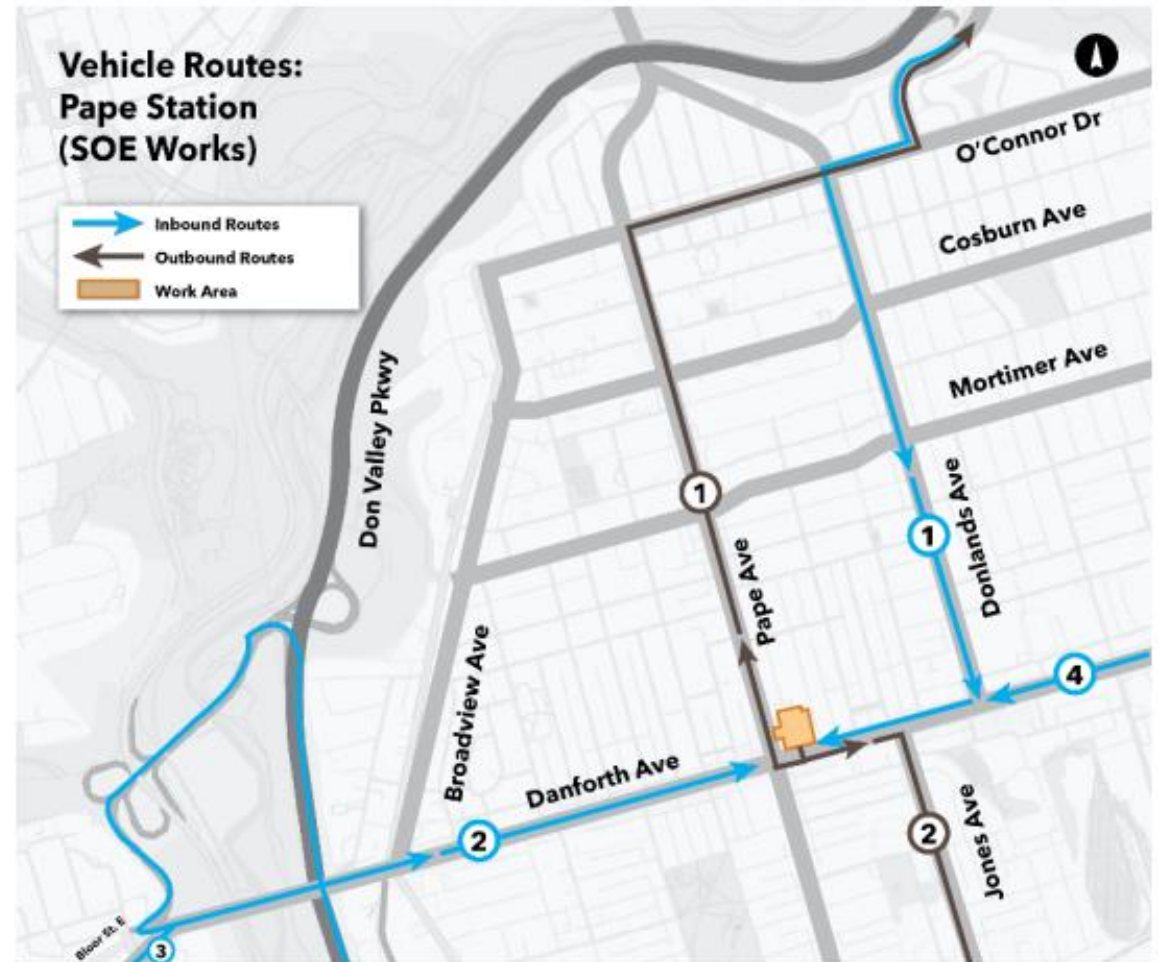 Vehicle Routes:
Pape Station
(SOE Works)
Inbound Routes
Outbound Routes
Work Area
O'Connor Dr
Cosburn Ave
Mortimer Ave
Don Valley Pkwy
1
1
Donlands Ave
Pape Ave
4
Broadview Ave
Danforth Ave
2
2
Jones Ave
Bloor St. E
3